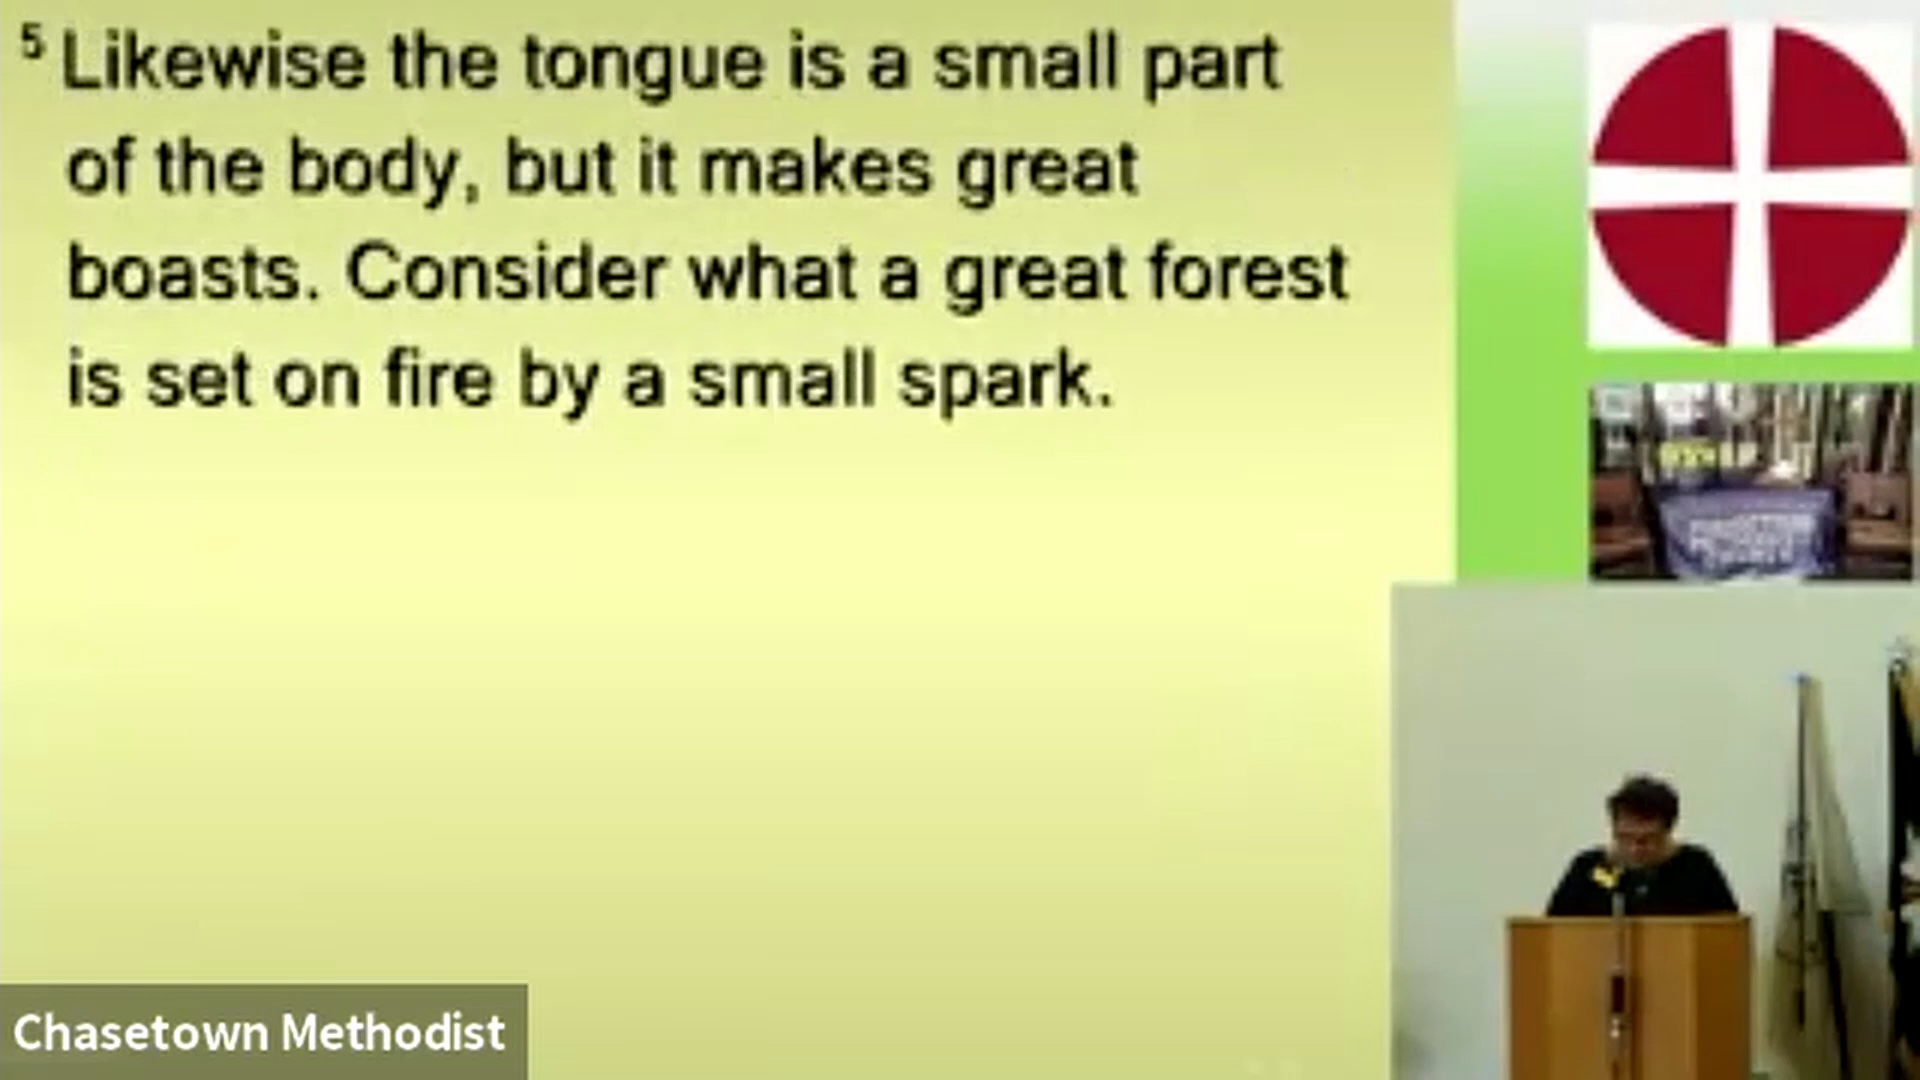 5 Likewise the tongue is a small part
of the body, but it makes great
boasts. Consider what a great forest
is set on fire by a small spark.
Chasetown Methodist